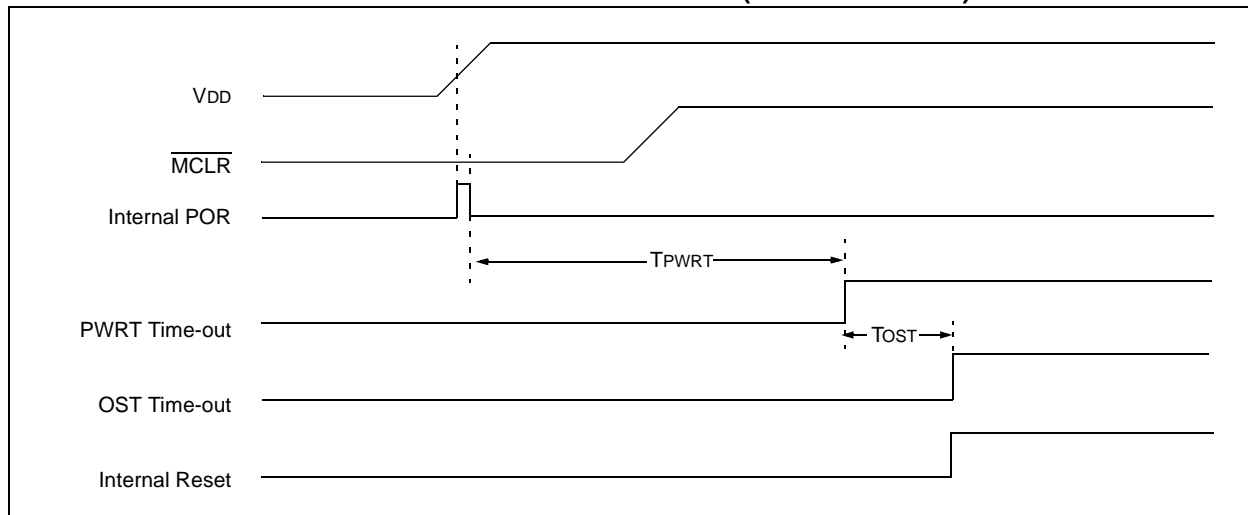 VDD
MCLR
Internal POR
TPWRT
PWRT Time-out
TOST
OST Time-out
Internal Reset